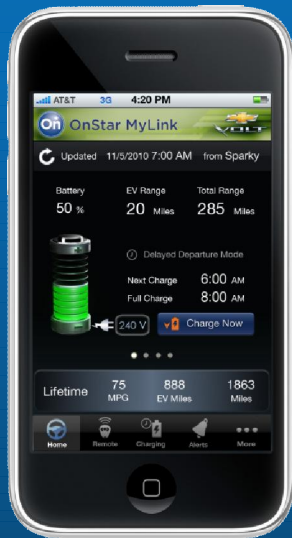 AT&T 3G 4:20 PM
On OnStar MyLink VOLT
Updated 11/5/2010 7:00 AM from Sparky
Battery EV Range Total Range
50 % 20 Miles 285 Miles
Delayed Departure Mode
Next Charge 6:00 AM
Full Charge 8:00 AM
240 V Charge Now
Lifetime 75 888 1863
MPG EV Miles Miles
Home Remote Charging Alerts More